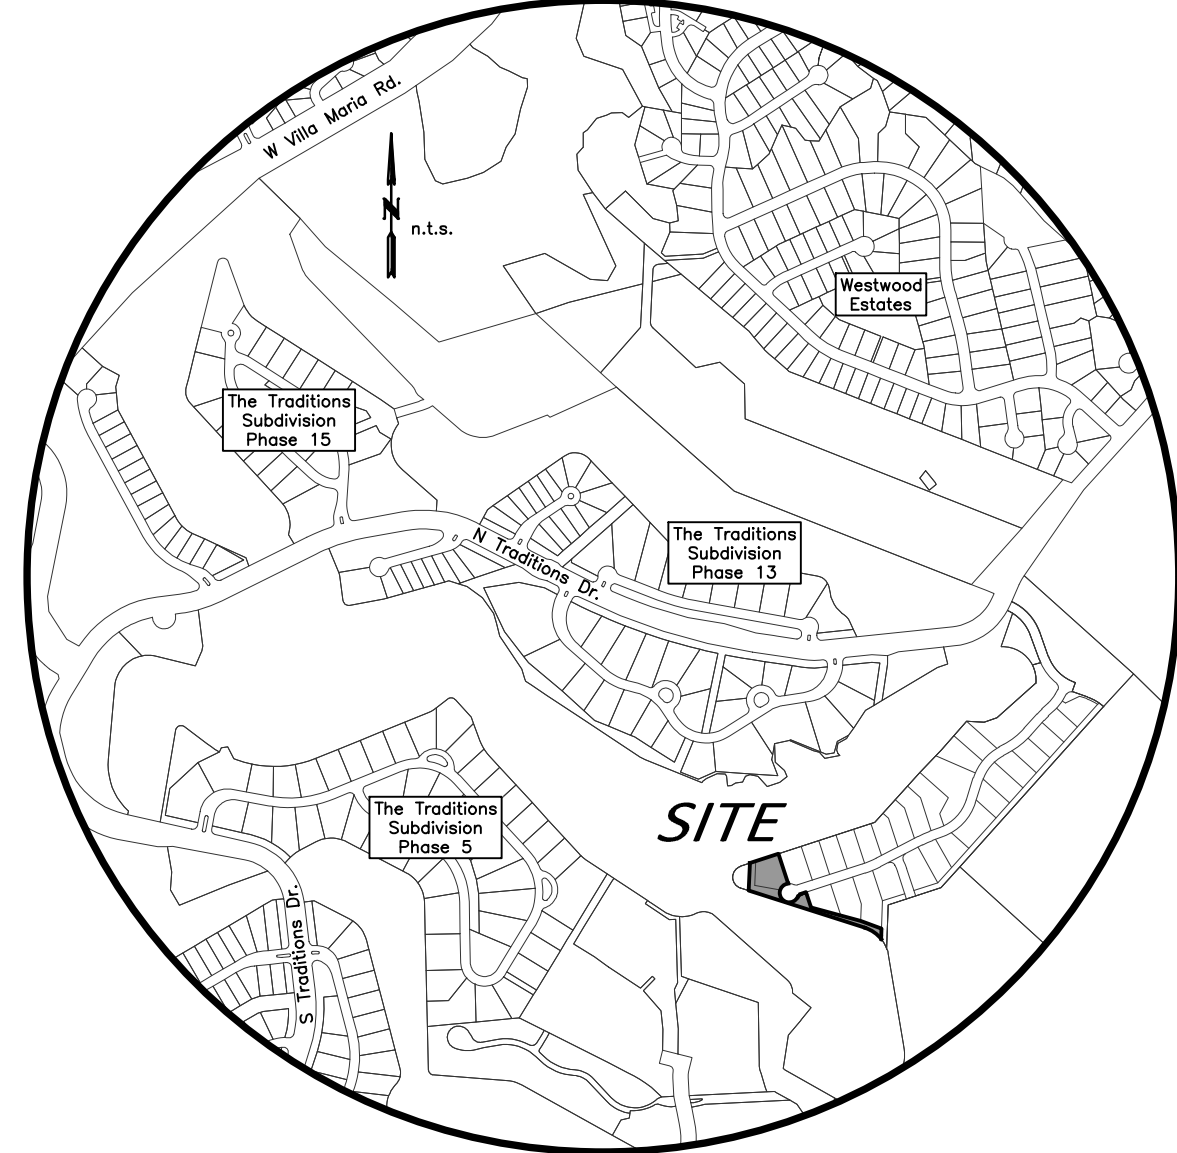 W Villa Maria Rd.
N
n.t.s.
Westwood
Estates
The Traditions
Subdivision
Phase 15
N Traditions Dr.
The Traditions
Subdivision
Phase 13
SITE
The Traditions
Subdivision
Phase 5
S Traditions Dr.